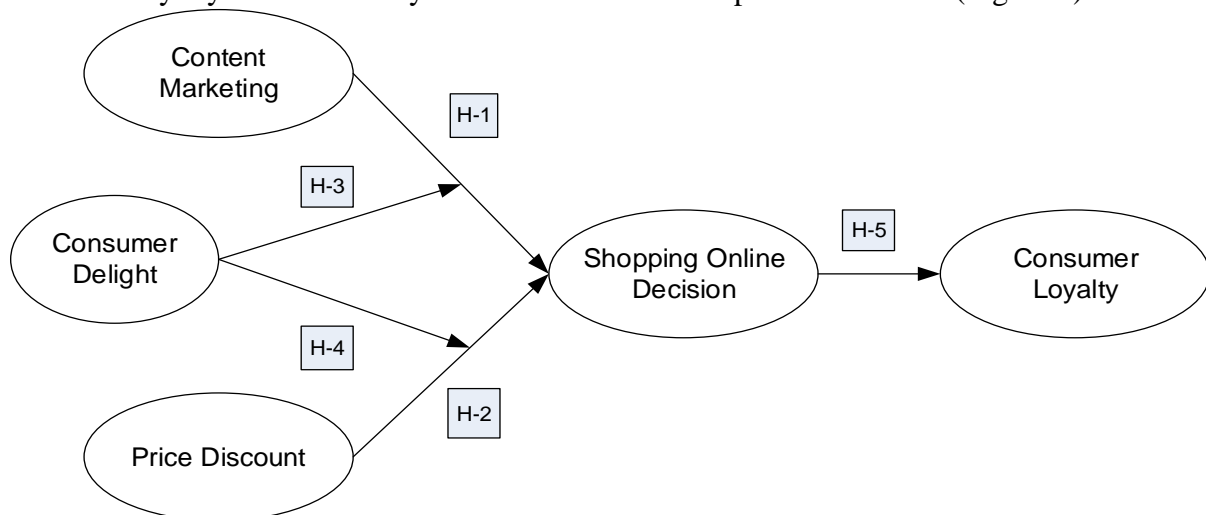 Content
Marketing
H-1
H-3
Consumer
Delight
Shopping Online
Decision
H-5
Consumer
Loyalty
H-4
H-2
Price Discount